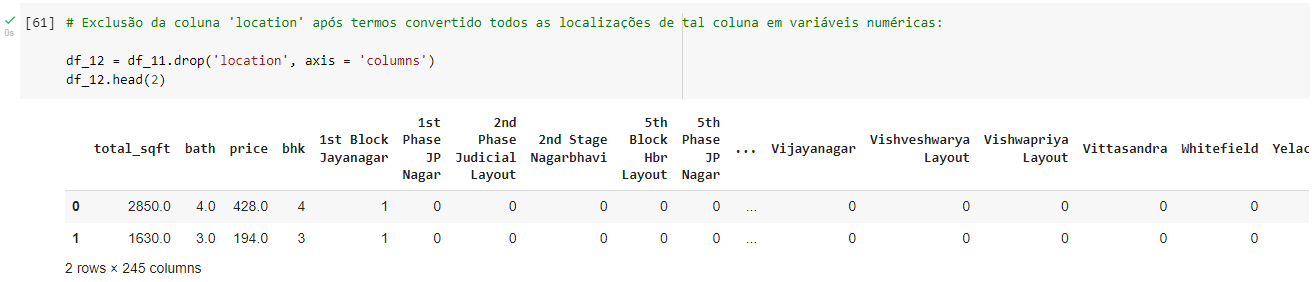 [61] # Exclusão da coluna 'location' após termos convertido todos as localizações de tal coluna em variáveis numéricas:
0s
df_12 = df_11.drop('location', axis = 'columns')
df_12.head(2)
total_sqft bath price bhk 1st Block Jayanagar 1st Phase JP Nagar 2nd Phase Judicial Layout 2nd Stage Nagarbhavi 5th Block Hbr Layout 5th Phase JP Nagar ... Vijayanagar Vishveshwarya Layout Vishwapriya Layout Vittasandra Whitefield Yelac
0 2850.0 4.0 428.0 4 1 0 0 0 0 0 ... 0 0 0 0 0
1 1630.0 3.0 194.0 3 1 0 0 0 0 0 ... 0 0 0 0 0
2 rows × 245 columns